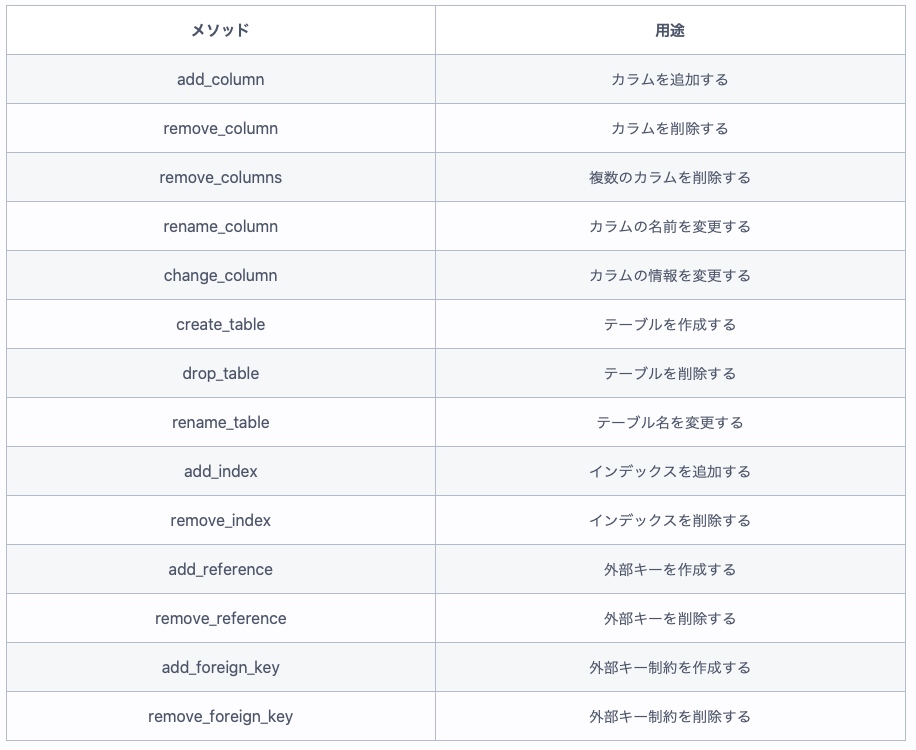 メソッド 用途
add_column カラムを追加する
remove_column カラムを削除する
remove_columns 複数のカラムを削除する
rename_column カラムの名前を変更する
change_column カラムの情報を変更する
create_table テーブルを作成する
drop_table テーブルを削除する
rename_table テーブル名を変更する
add_index インデックスを追加する
remove_index インデックスを削除する
add_reference 外部キーを作成する
remove_reference 外部キーを削除する
add_foreign_key 外部キー制約を作成する
remove_foreign_key 外部キー制約を削除する